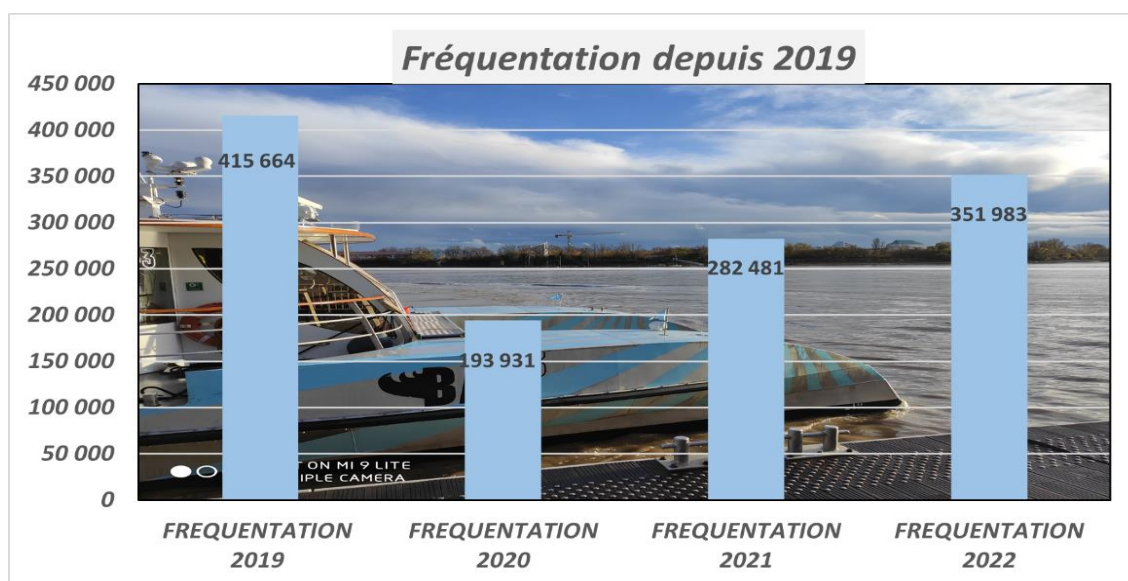 Fréquentation depuis 2019
450 000
400 000
350 000
300 000
250 000
200 000
150 000
100 000
50 000
0
415 664
193 931
282 481
351 983
3
ON MI 9 LITE
IPLE CAMERA
FREQUENTATION
2019
FREQUENTATION
2020
FREQUENTATION
2021
FREQUENTATION
2022